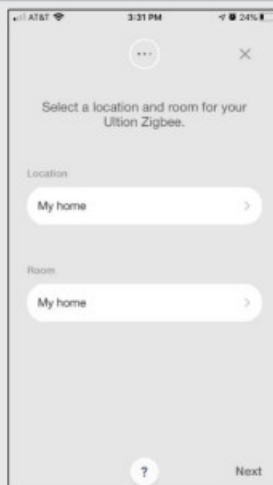 AT&T 3:31 PM 24%
Select a location and room for your
Ultion Zigbee.
Location
My home
Room
My home
? Next